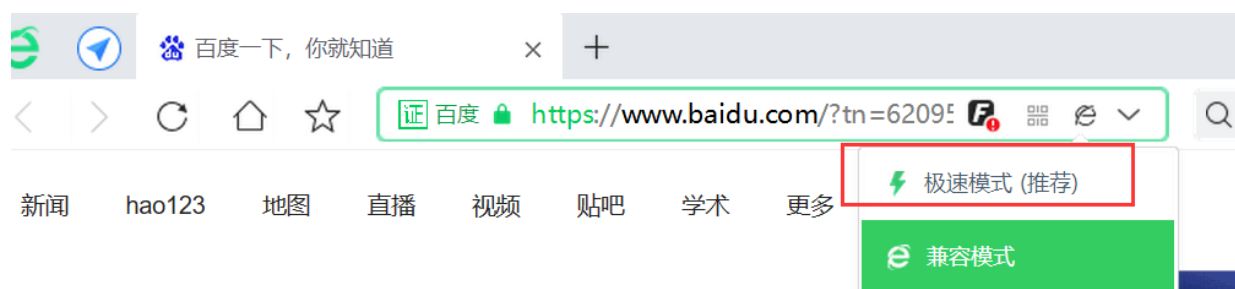 百度一下，你就知道
证 百度 https://www.baidu.com/?tn=62095
新闻 hao123 地图 直播 视频 贴吧 学术 更多
极速模式 (推荐)
兼容模式